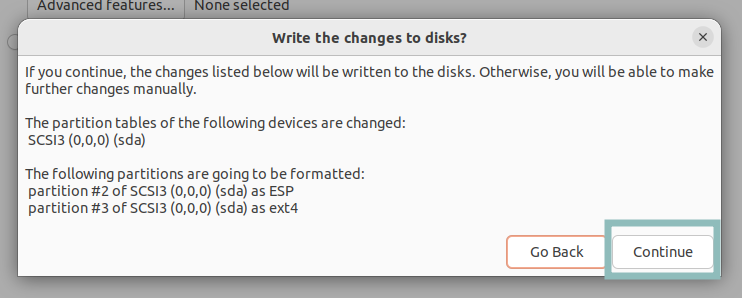 Advanced features... None selected
Write the changes to disks?
If you continue, the changes listed below will be written to the disks. Otherwise, you will be able to make
further changes manually.
The partition tables of the following devices are changed:
SCSI3 (0,0,0) (sda)
The following partitions are going to be formatted:
partition #2 of SCSI3 (0,0,0) (sda) as ESP
partition #3 of SCSI3 (0,0,0) (sda) as ext4
Go Back Continue